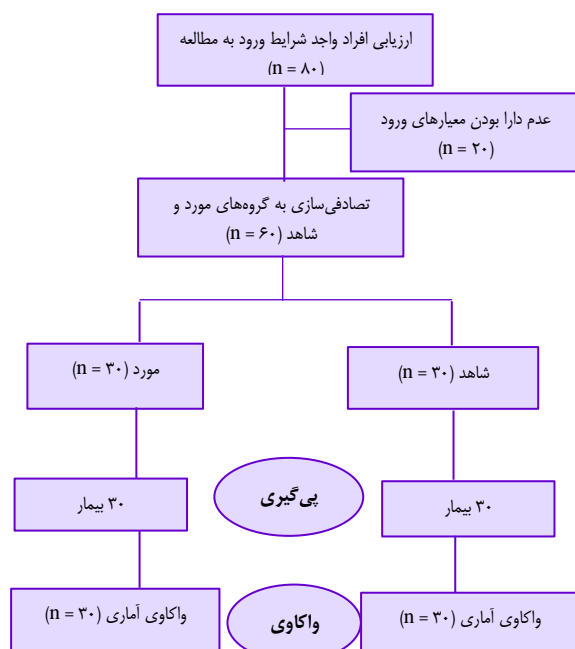 ارزیابی افراد واجد شرایط ورود به مطالعه
(n = ۸۰)
عدم دارا بودن معیارهای ورود
(n = ۲۰)
تصادفی‌سازی به گروه‌های مورد و
شاهد (n = ۶۰)
شاهد (n = ۳۰)
مورد (n = ۳۰)
پی‌گیری
۳۰ بیمار
۳۰ بیمار
واکاوی آماری (n = ۳۰)
واکاوی
واکاوی آماری (n = ۳۰)